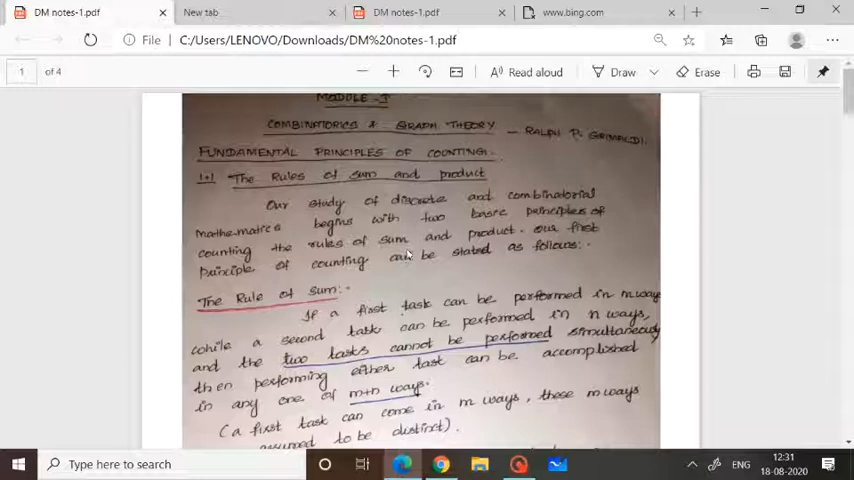 DM notes-1.pdf
New tab
DM notes-1.pdf
www.bing.com
File
C:/Users/LENOVO/Downloads/DM%20notes-1.pdf
1 of 4
Read aloud
Draw
Erase
MODULE-I
COMBINATORICS & GRAPH THEORY - RALPH P. GRIMALDI.
FUNDAMENTAL PRINCIPLES OF COUNTING:
1.1 The Rules of sum and product
Our study of discrete and combinatorial
mathematics begins with two basic principles of
counting the rules of sum and product. Our first
principle of counting can be stated as follows:-
The Rule of sum:-
If a first task can be performed in m ways
while a second task can be performed in n ways,
and the two tasks cannot be performed simultaneously
then performing either task can be accomplished
in any one of m+n ways.
(a first task can come in m ways, these m ways
assumed to be distinct).
Type here to search
ENG
12:31
18-08-2020